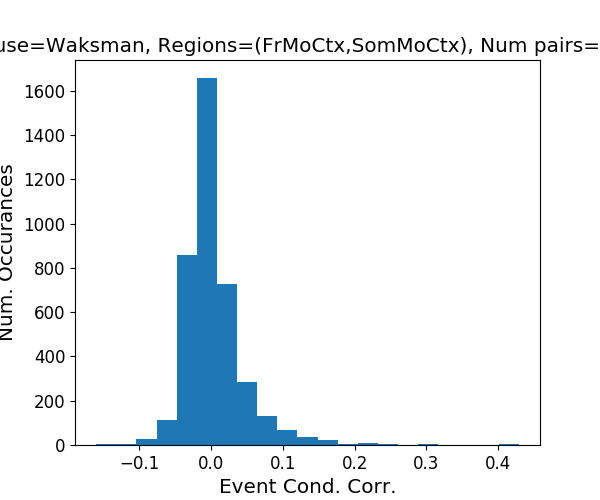 use=Waksman, Regions=(FrMoCtx,SomMoCtx), Num pairs=
1600
1400
1200
1000
800
600
400
200
0
Num. Occurances
−0.1 0.0 0.1 0.2 0.3 0.4
Event Cond. Corr.